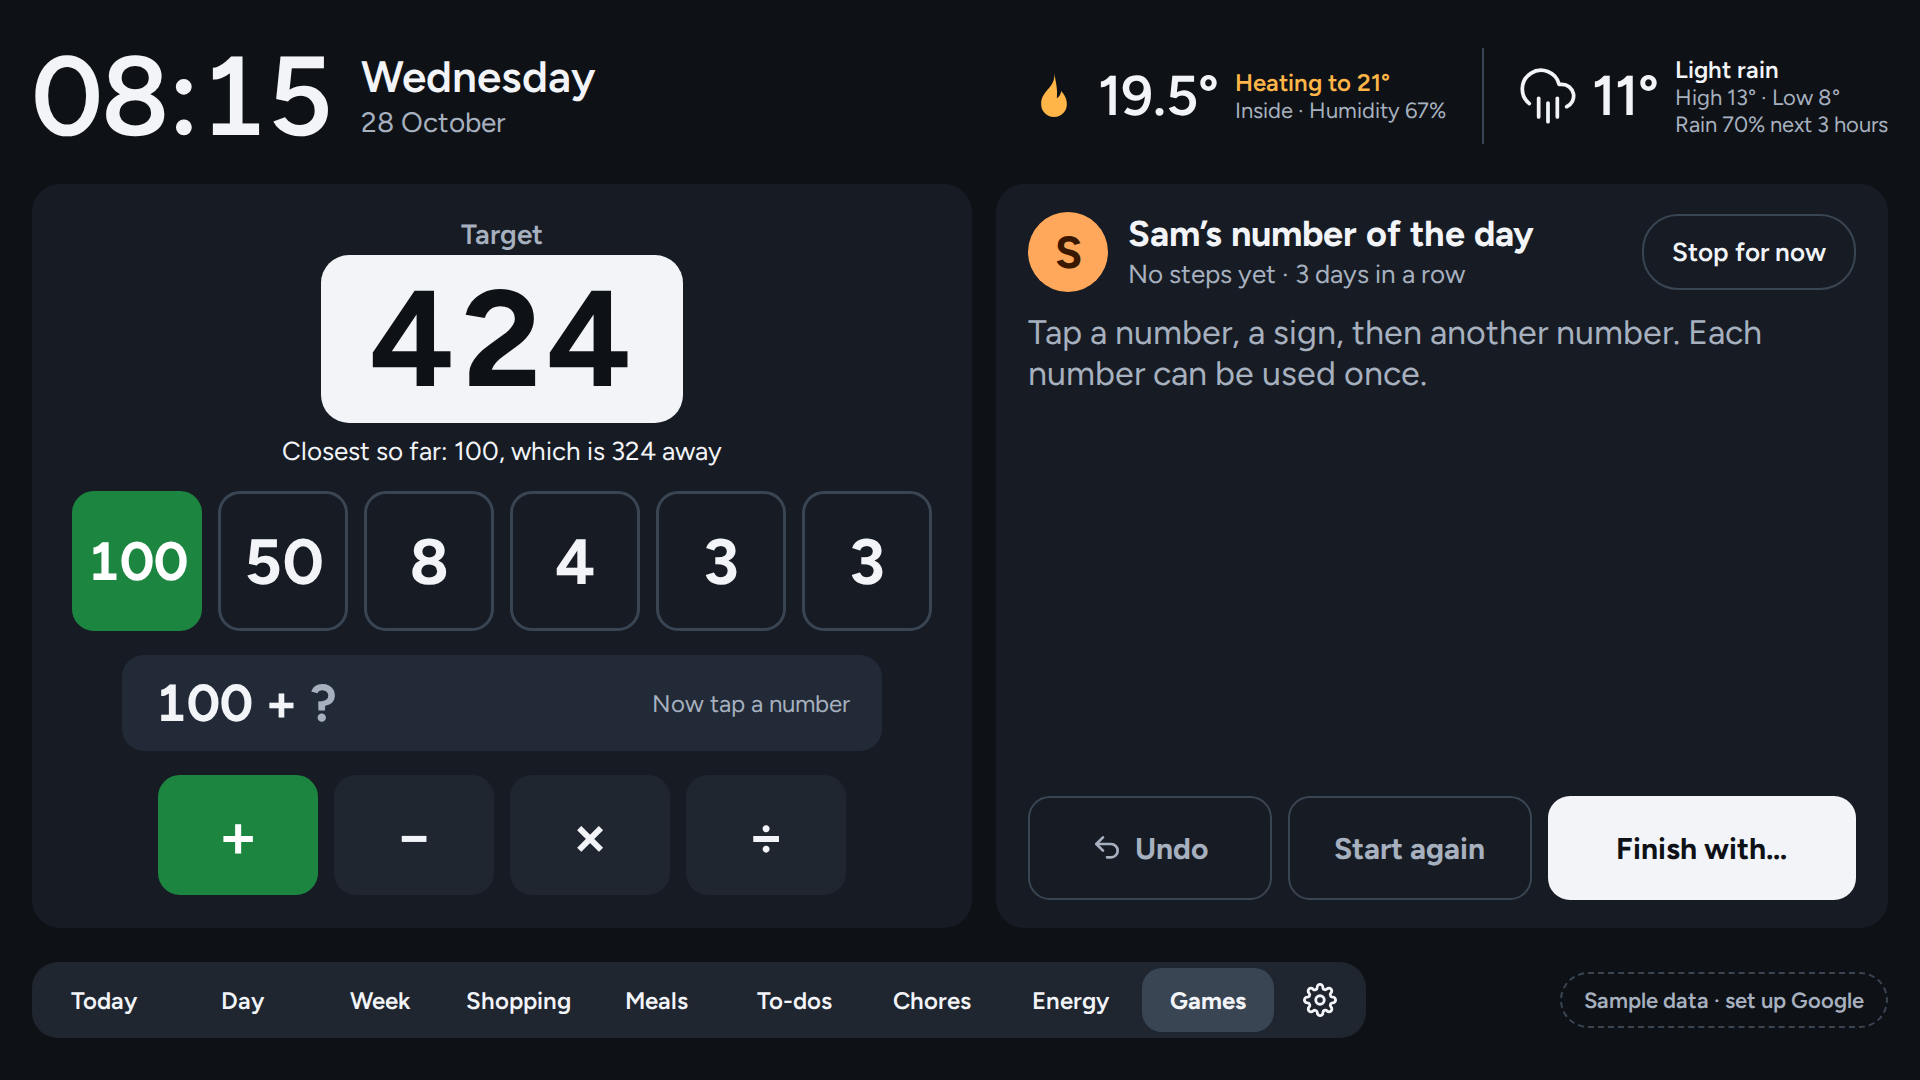 08:15
Wednesday
28 October
19.5°
Heating to 21°
Inside · Humidity 67%
11°
Light rain
High 13° · Low 8°
Rain 70% next 3 hours
Target
424
Closest so far: 100, which is 324 away
100 50 8 4 3 3
100 + ?
Now tap a number
+ − × ÷
S
Sam’s number of the day
No steps yet · 3 days in a row
Stop for now
Tap a number, a sign, then another number. Each
number can be used once.
Undo
Start again
Finish with…
Today Day Week Shopping Meals To-dos Chores Energy Games
Sample data · set up Google